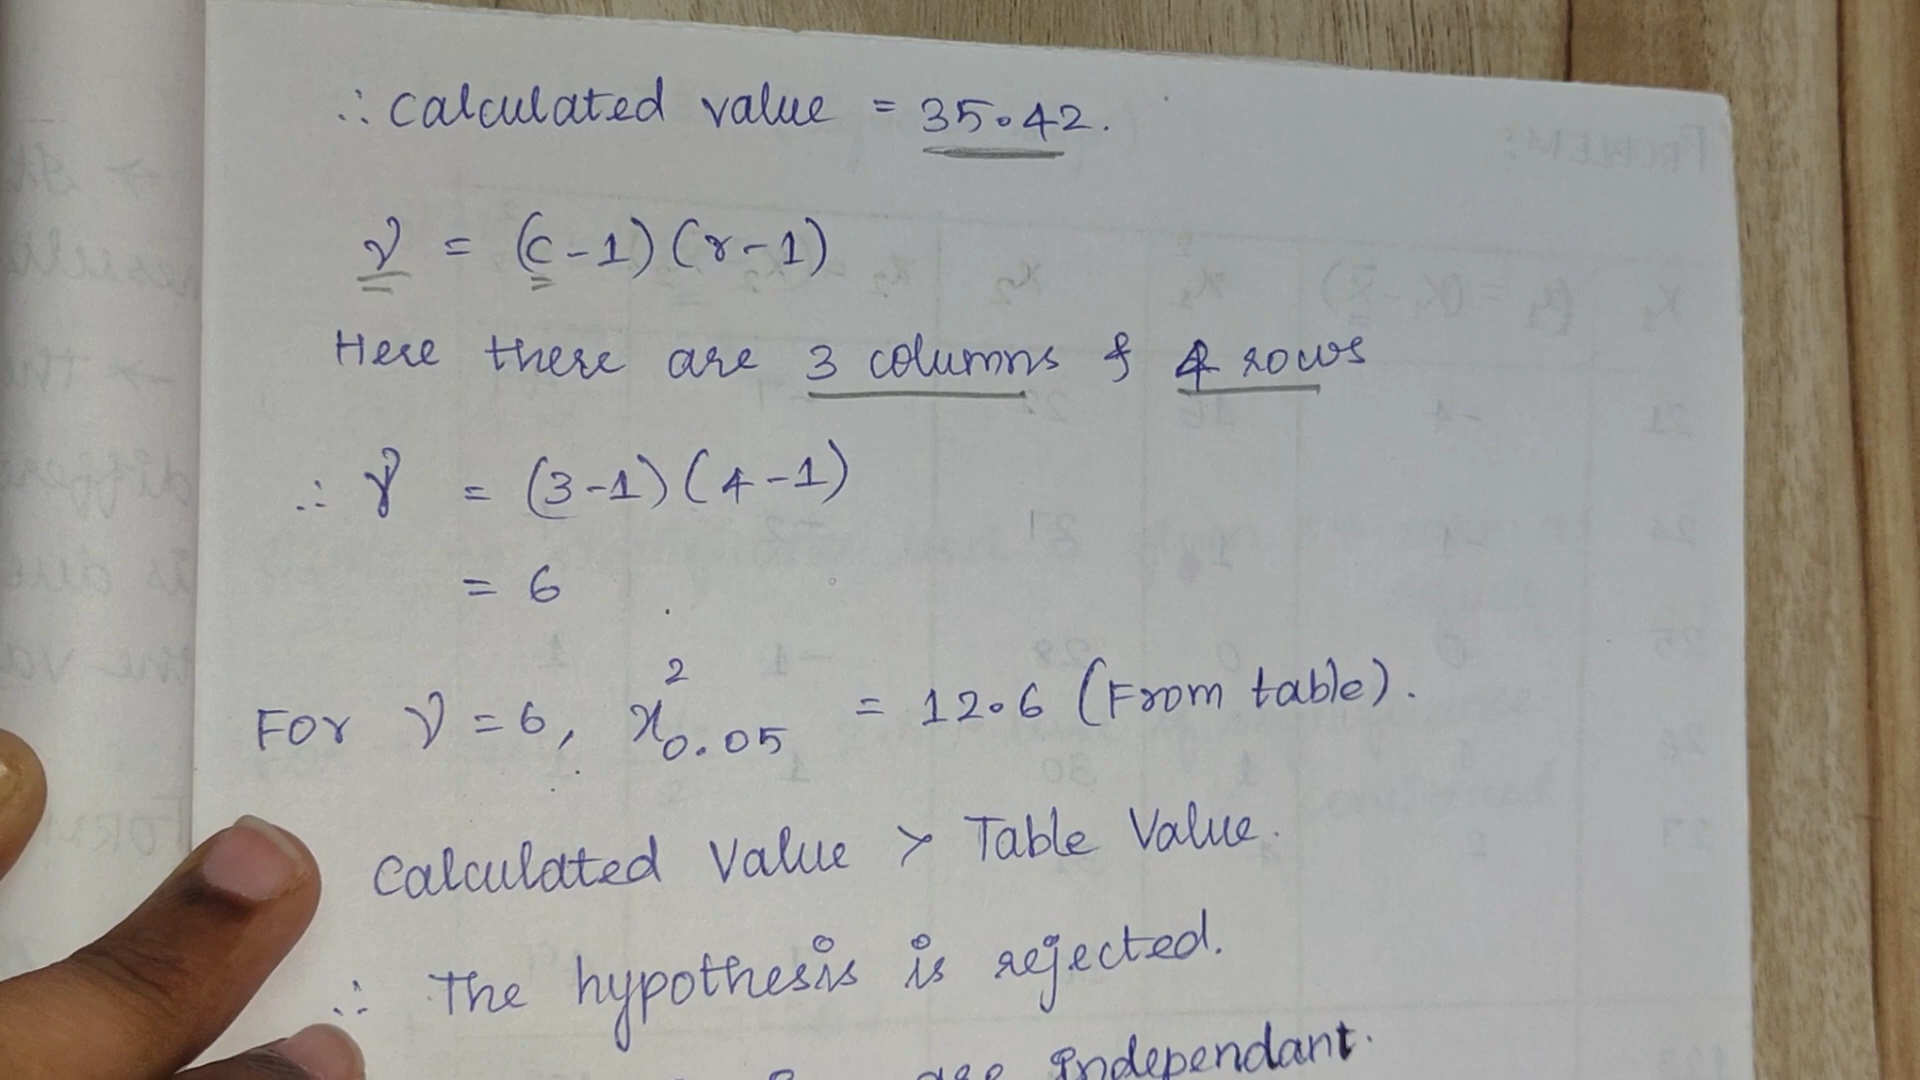 ∴ calculated value = 35.42.
ν = (c-1)(r-1)
Here there are 3 columns & 4 rows
∴ γ = (3-1)(4-1)
= 6
For ν = 6, χ²0.05 = 12.6 (From table).
Calculated Value > Table Value.
∴ The hypothesis is rejected.
are Independant.